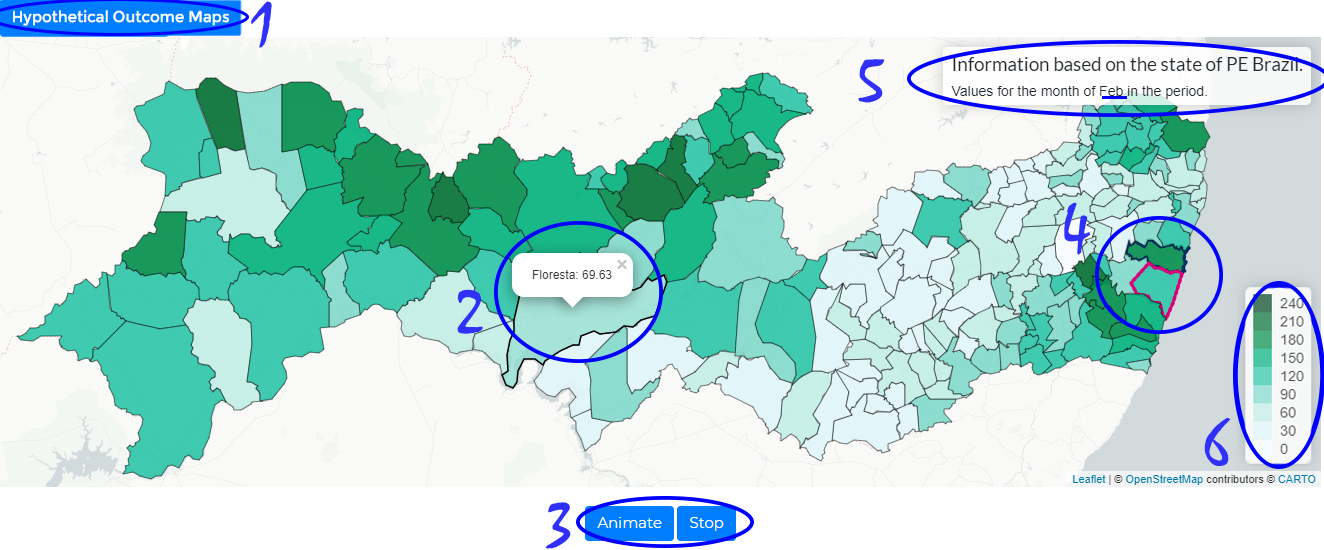 Hypothetical Outcome Maps
1
5
Information based on the state of PE Brazil.
Values for the month of Feb in the period.
4
Floresta: 69.63 ×
2
240
210
180
150
120
90
60
30
0
6
Leaflet | © OpenStreetMap contributors © CARTO
3
Animate Stop